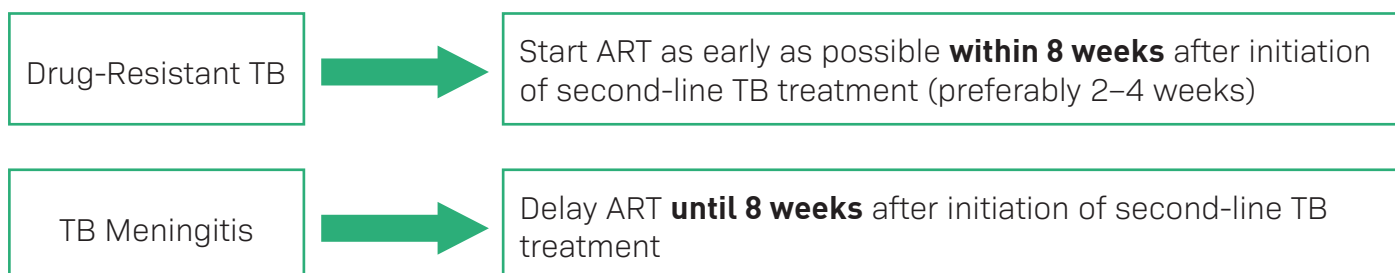 Drug-Resistant TB
Start ART as early as possible within 8 weeks after initiation
of second-line TB treatment (preferably 2–4 weeks)
TB Meningitis
Delay ART until 8 weeks after initiation of second-line TB
treatment